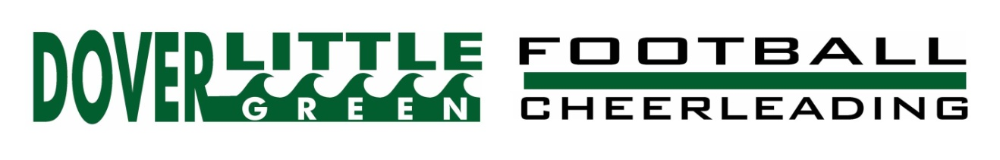 DOVER LITTLE
GREEN
FOOTBALL
CHEERLEADING